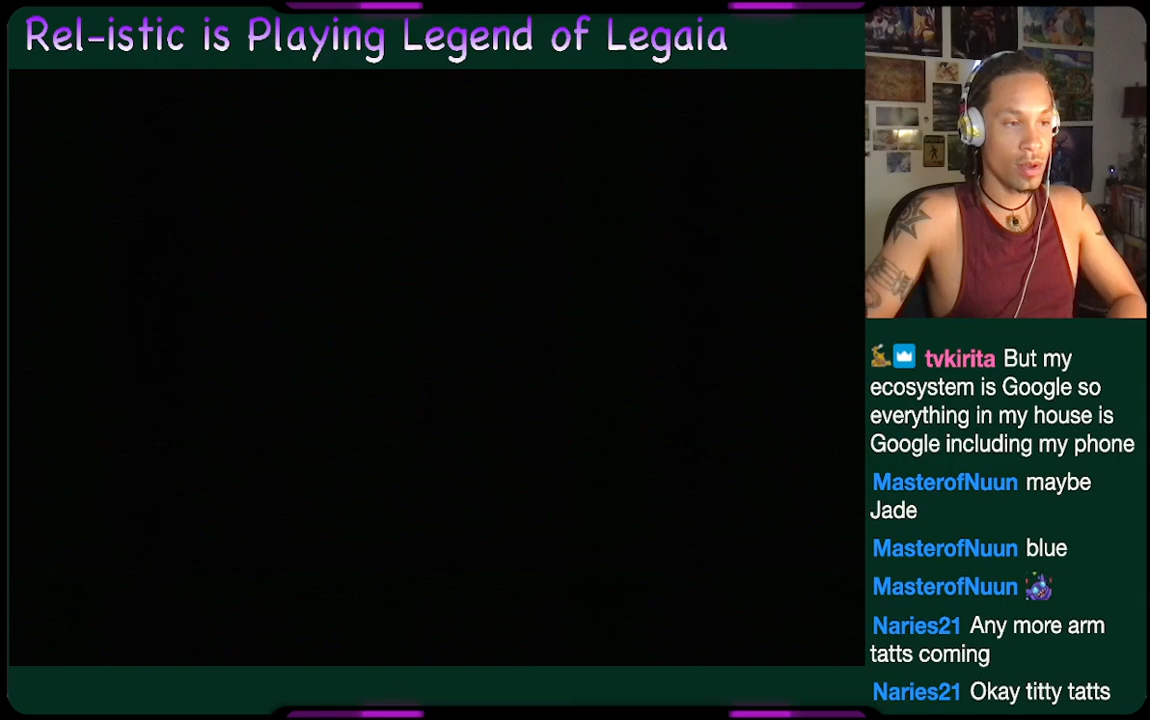 Rel-istic is Playing Legend of Legaia
tvkirita But my
ecosystem is Google so
everything in my house is
Google including my phone
MasterofNuun maybe
Jade
MasterofNuun blue
MasterofNuun
Naries21 Any more arm
tatts coming
Naries21 Okay titty tatts